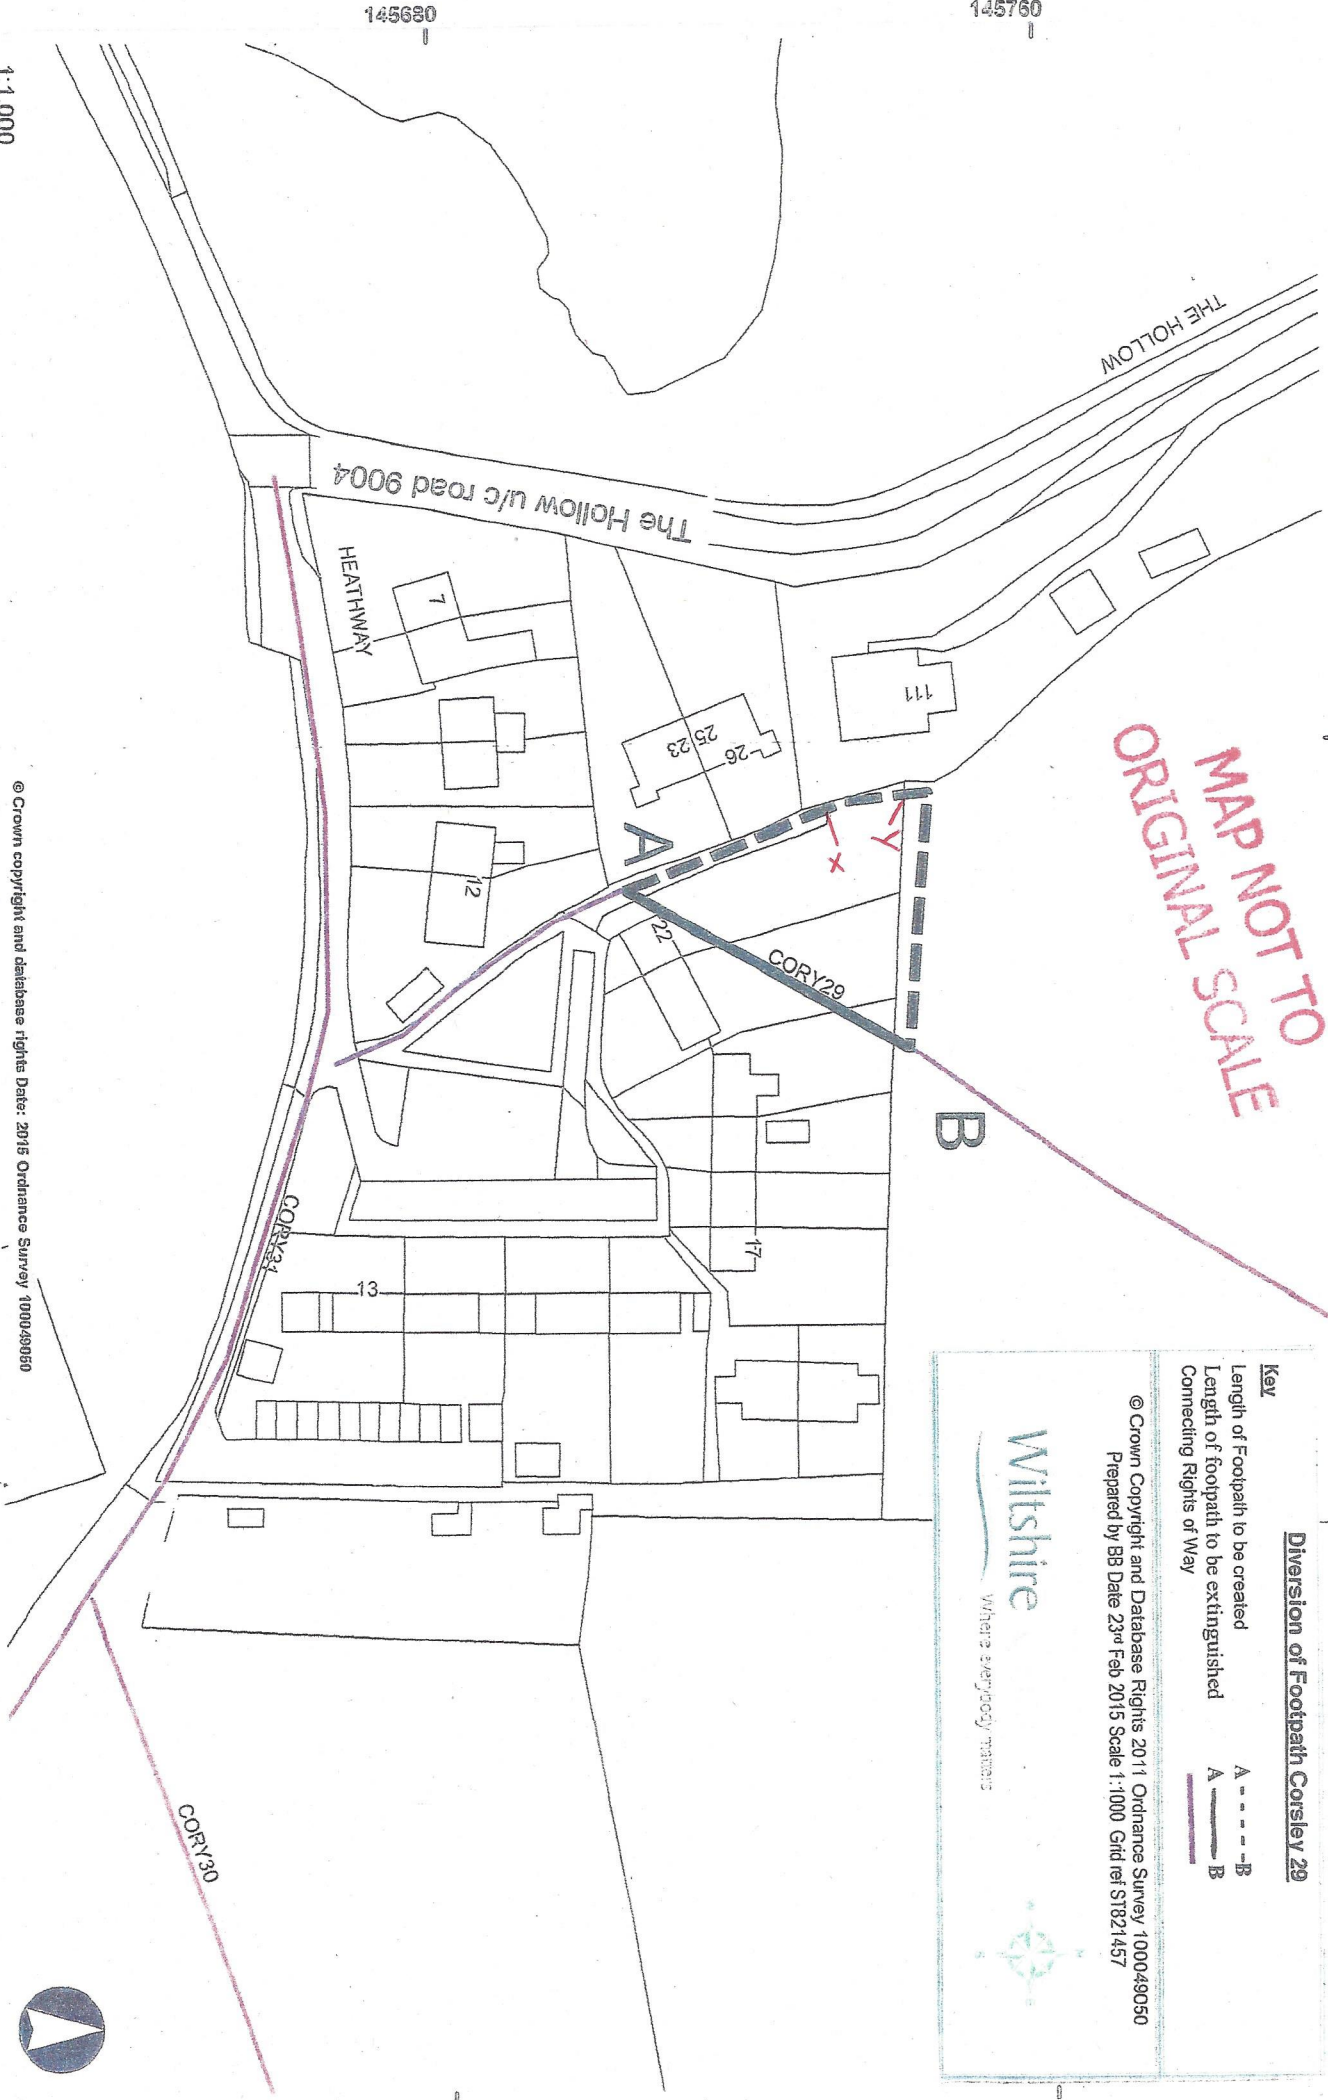 145680
145760
1:1,000
THE HOLLOW
The Hollow u/c road 9004
HEATHWAY
7
111
25 23
26
12
A
22
X
Y
CORY29
B
MAP NOT TO
ORIGINAL SCALE
17
13
CORY31
CORY30
© Crown copyright and database rights Date: 2015 Ordnance Survey 100049050
Diversion of Footpath Corsley 29
Key
Length of Footpath to be created A - - - - -B
Length of footpath to be extinguished A ——— B
Connecting Rights of Way
© Crown Copyright and Database Rights 2011 Ordnance Survey 100049050
Prepared by BB Date 23rd Feb 2015 Scale 1:1000 Grid ref ST821457
Wiltshire
Where everybody matters